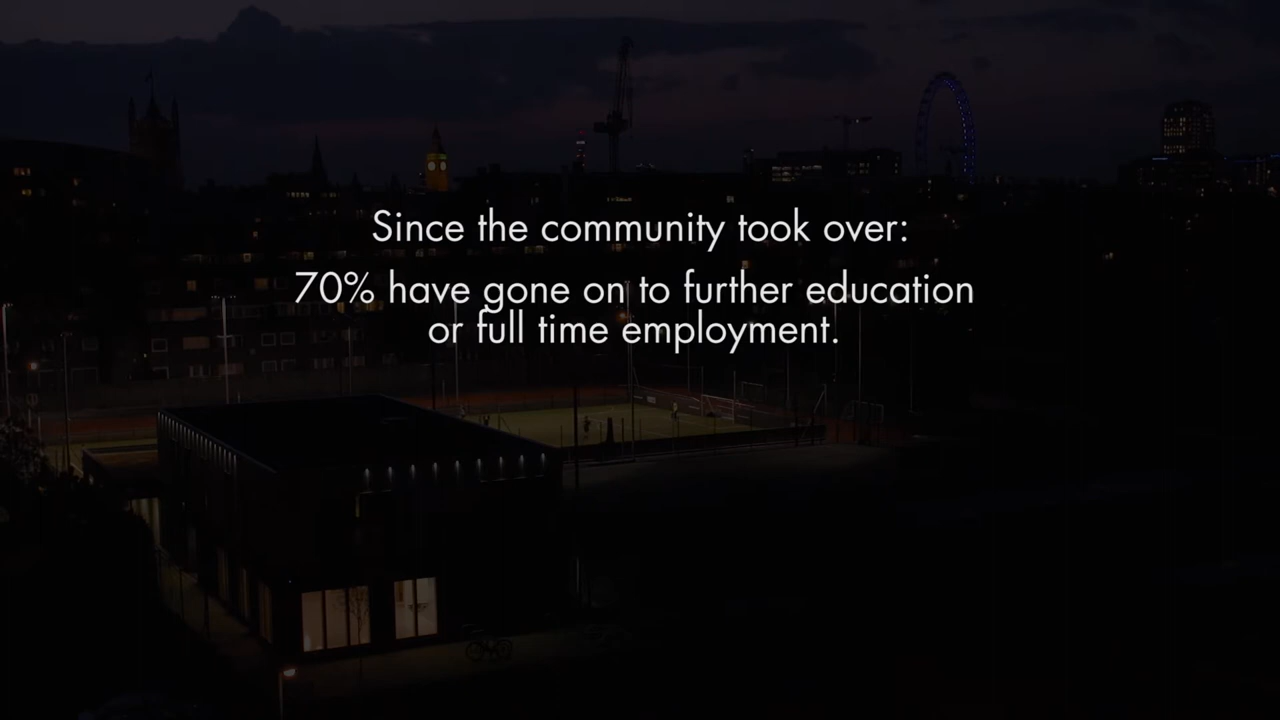 Since the community took over:
70% have gone on to further education
or full time employment.